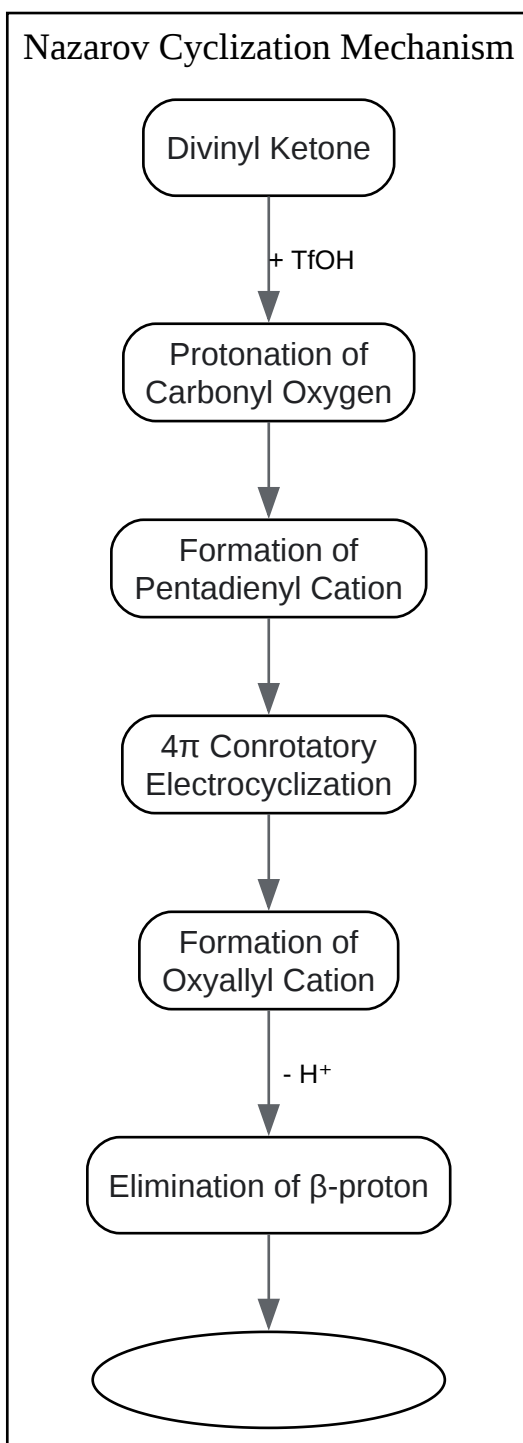 Nazarov Cyclization Mechanism
Divinyl Ketone
+ TfOH
Protonation of
Carbonyl Oxygen
Formation of
Pentadienyl Cation
4π Conrotatory
Electrocyclization
Formation of
Oxyallyl Cation
- H⁺
Elimination of β-proton